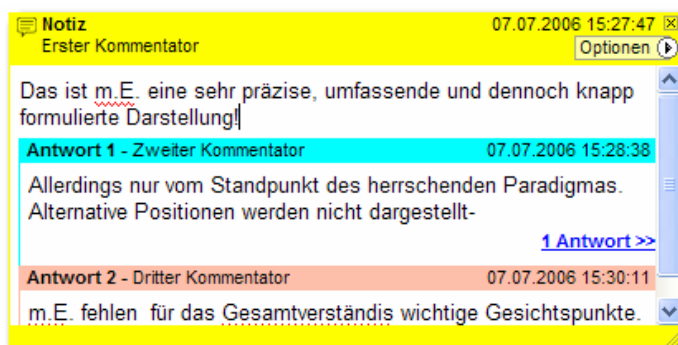 Notiz 07.07.2006 15:27:47
Erster Kommentator Optionen
Das ist m.E. eine sehr präzise, umfassende und dennoch knapp
formulierte Darstellung!
Antwort 1 - Zweiter Kommentator 07.07.2006 15:28:38
Allerdings nur vom Standpunkt des herrschenden Paradigmas.
Alternative Positionen werden nicht dargestellt-
1 Antwort >>
Antwort 2 - Dritter Kommentator 07.07.2006 15:30:11
m.E. fehlen für das Gesamtverständis wichtige Gesichtspunkte.